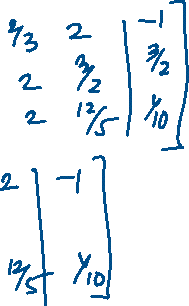 2/3 2 | -1 ]
2 3/2 | 3/2
2 12/5 | 1/10 ]
2 | -1 ]
12/5 | 1/10 ]